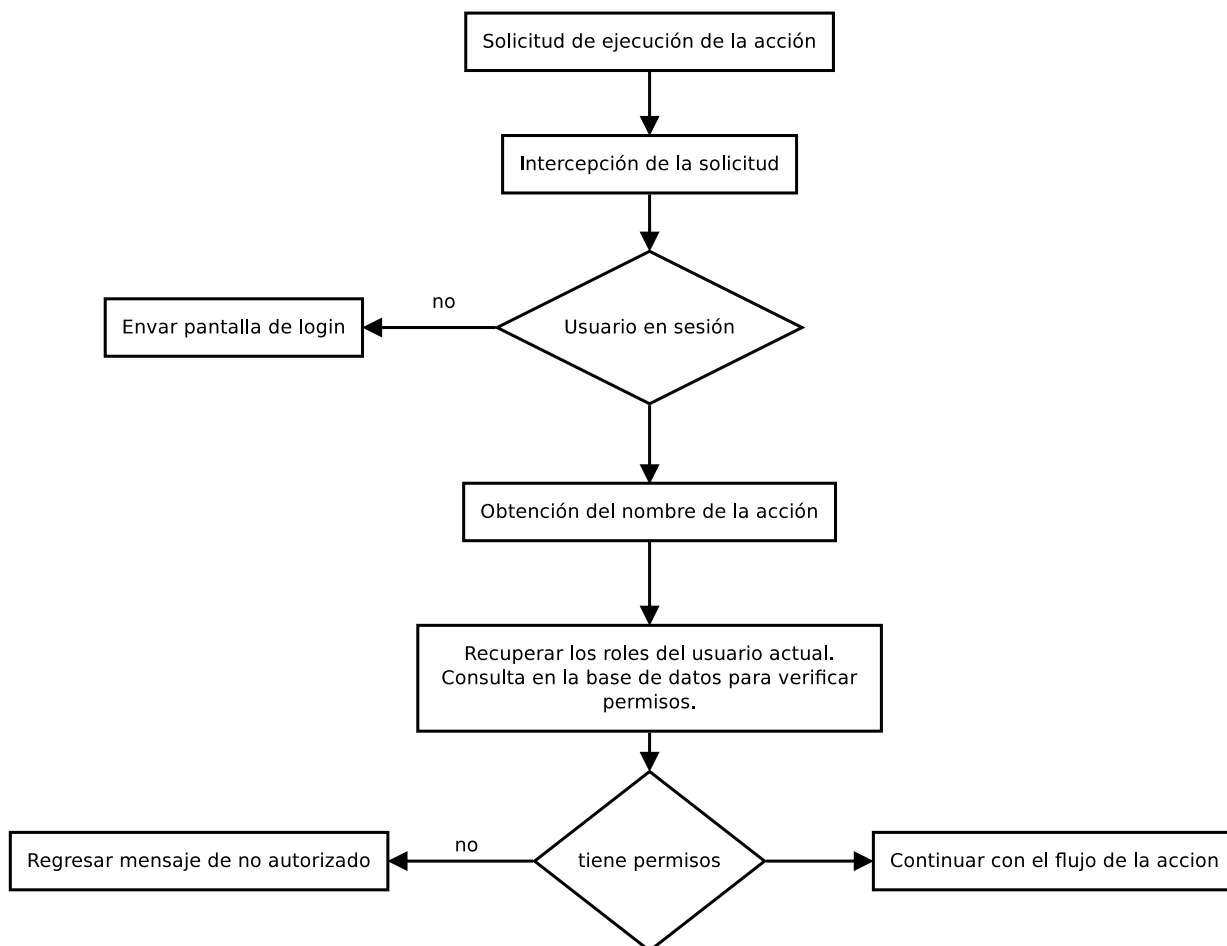 Solicitud de ejecución de la acción
Intercepción de la solicitud
no
Envar pantalla de login
Usuario en sesión
Obtención del nombre de la acción
Recuperar los roles del usuario actual.
Consulta en la base de datos para verificar
permisos.
no
Regresar mensaje de no autorizado
tiene permisos
Continuar con el flujo de la accion